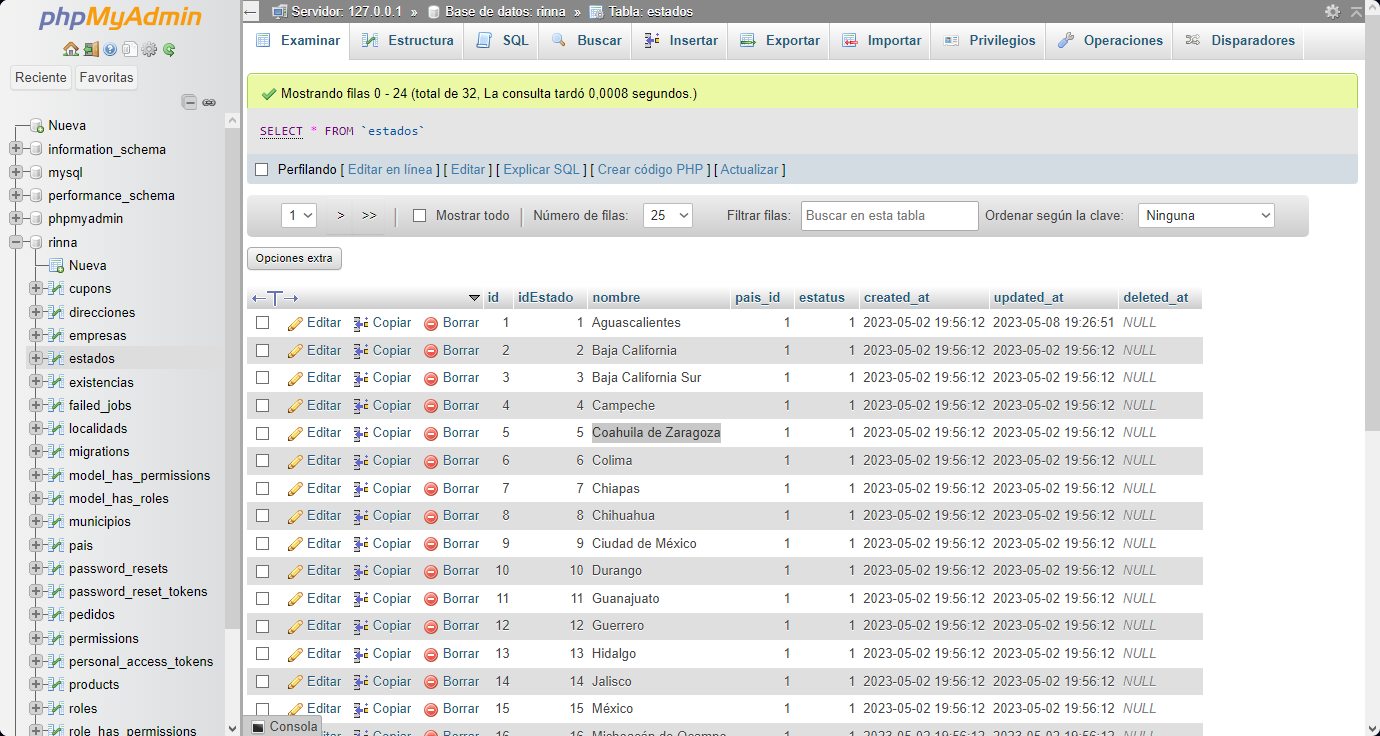 phpMyAdmin
Reciente Favoritas
Nueva
information_schema
mysql
performance_schema
phpmyadmin
rinna
Nueva
cupons
direcciones
empresas
estados
existencias
failed_jobs
localidads
migrations
model_has_permissions
model_has_roles
municipios
pais
password_resets
password_reset_tokens
pedidos
permissions
personal_access_tokens
products
roles
role_has_permissions
Servidor: 127.0.0.1 » Base de datos: rinna » Tabla: estados
Examinar Estructura SQL Buscar Insertar Exportar Importar Privilegios Operaciones Disparadores
Mostrando filas 0 - 24 (total de 32, La consulta tardó 0,0008 segundos.)
SELECT * FROM `estados`
Perfilando [ Editar en línea ] [ Editar ] [ Explicar SQL ] [ Crear código PHP ] [ Actualizar ]
1 > >> | Mostrar todo | Número de filas: 25 Filtrar filas: Buscar en esta tabla Ordenar según la clave: Ninguna
Opciones extra
←T→ id idEstado nombre pais_id estatus created_at updated_at deleted_at
Editar Copiar Borrar 1 1 Aguascalientes 1 1 2023-05-02 19:56:12 2023-05-08 19:26:51 NULL
Editar Copiar Borrar 2 2 Baja California 1 1 2023-05-02 19:56:12 2023-05-02 19:56:12 NULL
Editar Copiar Borrar 3 3 Baja California Sur 1 1 2023-05-02 19:56:12 2023-05-02 19:56:12 NULL
Editar Copiar Borrar 4 4 Campeche 1 1 2023-05-02 19:56:12 2023-05-02 19:56:12 NULL
Editar Copiar Borrar 5 5 Coahuila de Zaragoza 1 1 2023-05-02 19:56:12 2023-05-02 19:56:12 NULL
Editar Copiar Borrar 6 6 Colima 1 1 2023-05-02 19:56:12 2023-05-02 19:56:12 NULL
Editar Copiar Borrar 7 7 Chiapas 1 1 2023-05-02 19:56:12 2023-05-02 19:56:12 NULL
Editar Copiar Borrar 8 8 Chihuahua 1 1 2023-05-02 19:56:12 2023-05-02 19:56:12 NULL
Editar Copiar Borrar 9 9 Ciudad de México 1 1 2023-05-02 19:56:12 2023-05-02 19:56:12 NULL
Editar Copiar Borrar 10 10 Durango 1 1 2023-05-02 19:56:12 2023-05-02 19:56:12 NULL
Editar Copiar Borrar 11 11 Guanajuato 1 1 2023-05-02 19:56:12 2023-05-02 19:56:12 NULL
Editar Copiar Borrar 12 12 Guerrero 1 1 2023-05-02 19:56:12 2023-05-02 19:56:12 NULL
Editar Copiar Borrar 13 13 Hidalgo 1 1 2023-05-02 19:56:12 2023-05-02 19:56:12 NULL
Editar Copiar Borrar 14 14 Jalisco 1 1 2023-05-02 19:56:12 2023-05-02 19:56:12 NULL
Editar Copiar Borrar 15 15 México 1 1 2023-05-02 19:56:12 2023-05-02 19:56:12 NULL
Consola
Copiar Borrar 16 16 Michoacán de Ocampo